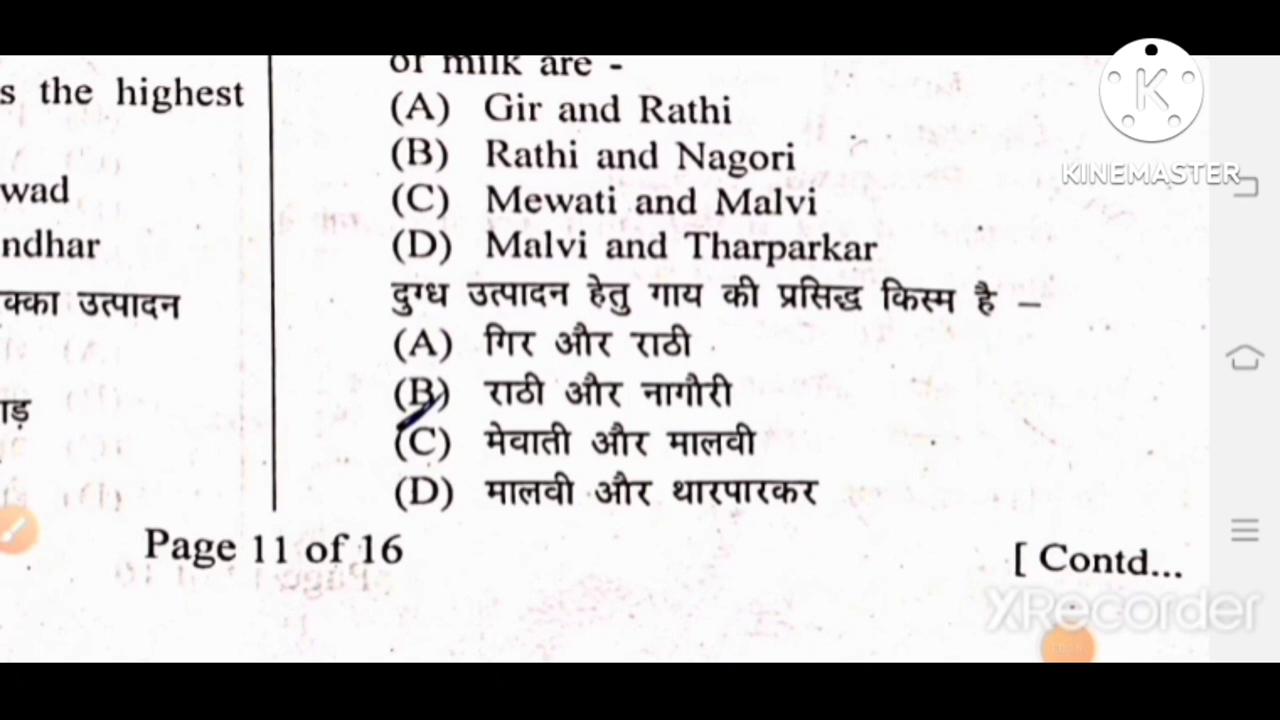 s the highest
wad
ndhar
क्का उत्पादन
ाड़
of milk are -
(A) Gir and Rathi
(B) Rathi and Nagori
(C) Mewati and Malvi
(D) Malvi and Tharparkar
दुग्ध उत्पादन हेतु गाय की प्रसिद्ध किस्म है –
(A) गिर और राठी
(B) राठी और नागौरी
(C) मेवाती और मालवी
(D) मालवी और थारपारकर
Page 11 of 16
[ Contd...
K
KINEMASTER
XRecorder